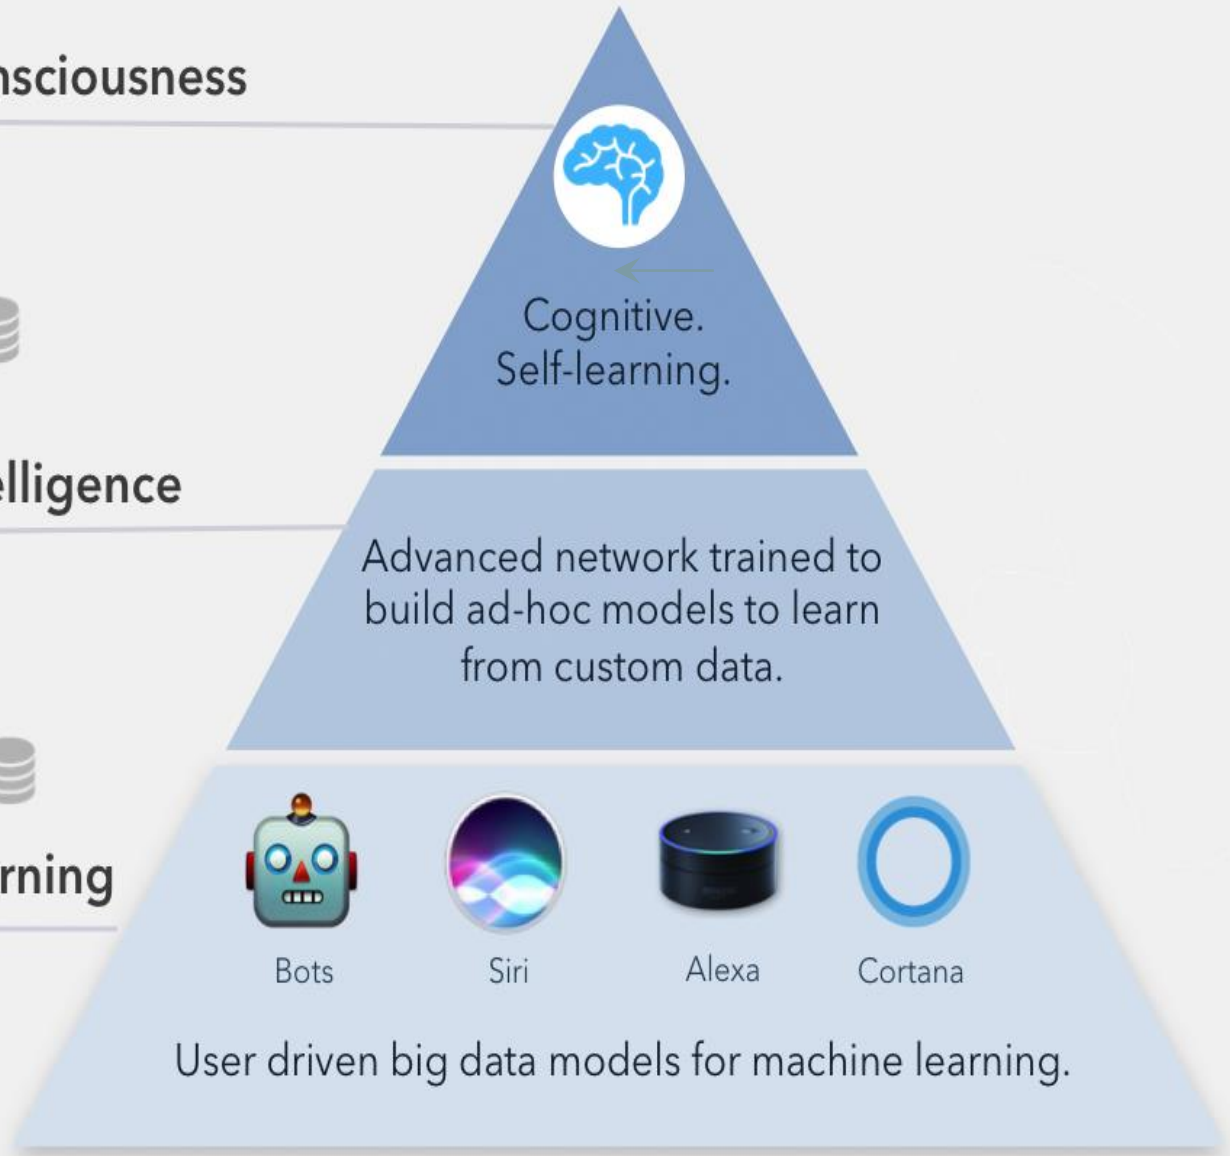 nsciousness
Cognitive.
Self-learning.
elligence
Advanced network trained to
build ad-hoc models to learn
from custom data.
rning
Bots
Siri
Alexa
Cortana
User driven big data models for machine learning.